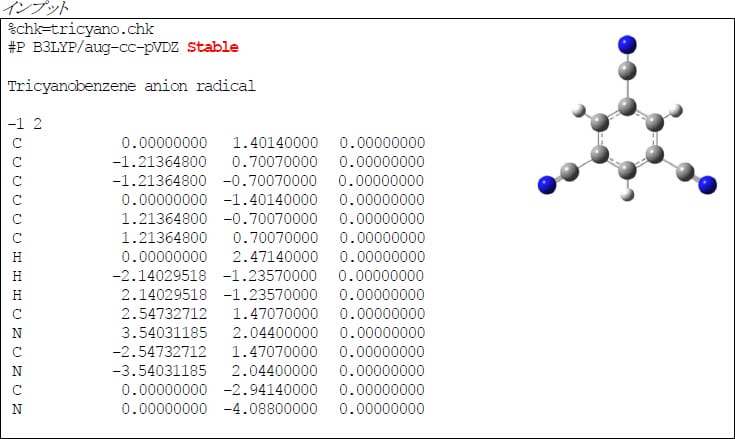 インプット
%chk=tricyano.chk
#P B3LYP/aug-cc-pVDZ Stable
Tricyanobenzene anion radical
-1 2
C 0.00000000 1.40140000 0.00000000
C -1.21364800 0.70070000 0.00000000
C -1.21364800 -0.70070000 0.00000000
C 0.00000000 -1.40140000 0.00000000
C 1.21364800 -0.70070000 0.00000000
C 1.21364800 0.70070000 0.00000000
H 0.00000000 2.47140000 0.00000000
H -2.14029518 -1.23570000 0.00000000
H 2.14029518 -1.23570000 0.00000000
C 2.54732712 1.47070000 0.00000000
N 3.54031185 2.04400000 0.00000000
C -2.54732712 1.47070000 0.00000000
N -3.54031185 2.04400000 0.00000000
C 0.00000000 -2.94140000 0.00000000
N 0.00000000 -4.08800000 0.00000000